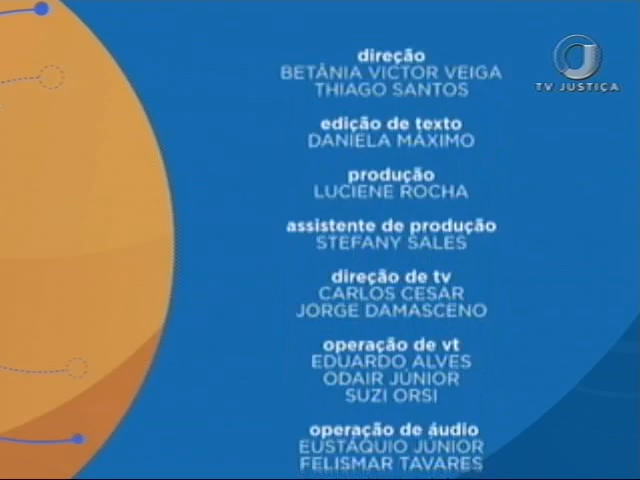 direção
BETÂNIA VICTOR VEIGA
THIAGO SANTOS
TV JUSTIÇA
edição de texto
DANIELA MÁXIMO
produção
LUCIENE ROCHA
assistente de produção
STEFANY SALES
direção de tv
CARLOS CESAR
JORGE DAMASCENO
operação de vt
EDUARDO ALVES
ODAIR JÚNIOR
SUZI ORSI
operação de áudio
EUSTÁQUIO JÚNIOR
FELISMAR TAVARES